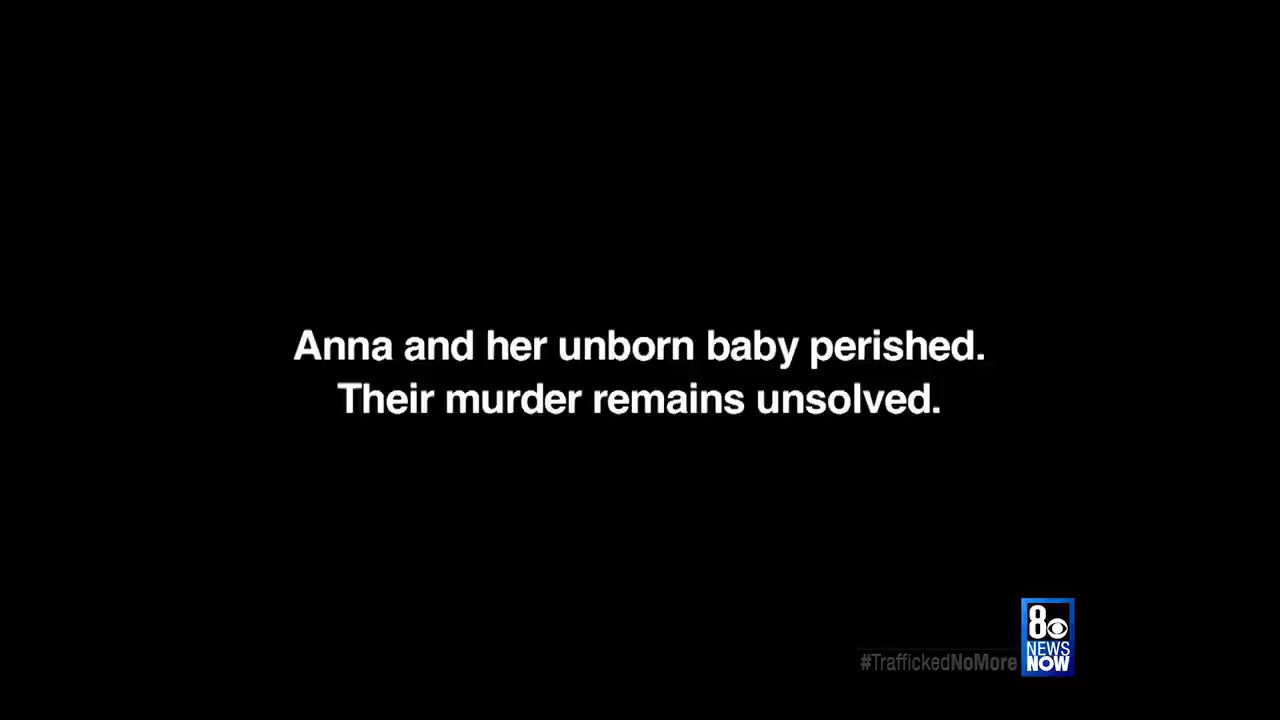 Anna and her unborn baby perished.
Their murder remains unsolved.
#TraffickedNoMore
8
NEWS
NOW